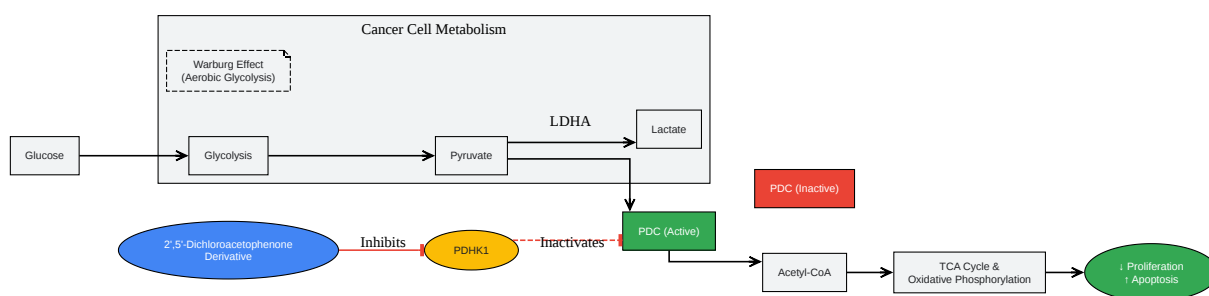 Cancer Cell Metabolism
Warburg Effect
(Aerobic Glycolysis)
LDHA
Lactate
Glucose
Glycolysis
Pyruvate
PDC (Inactive)
2',5'-Dichloroacetophenone
Derivative
Inhibits
PDHK1
Inactivates
PDC (Active)
Acetyl-CoA
TCA Cycle &
Oxidative Phosphorylation
↓ Proliferation
↑ Apoptosis